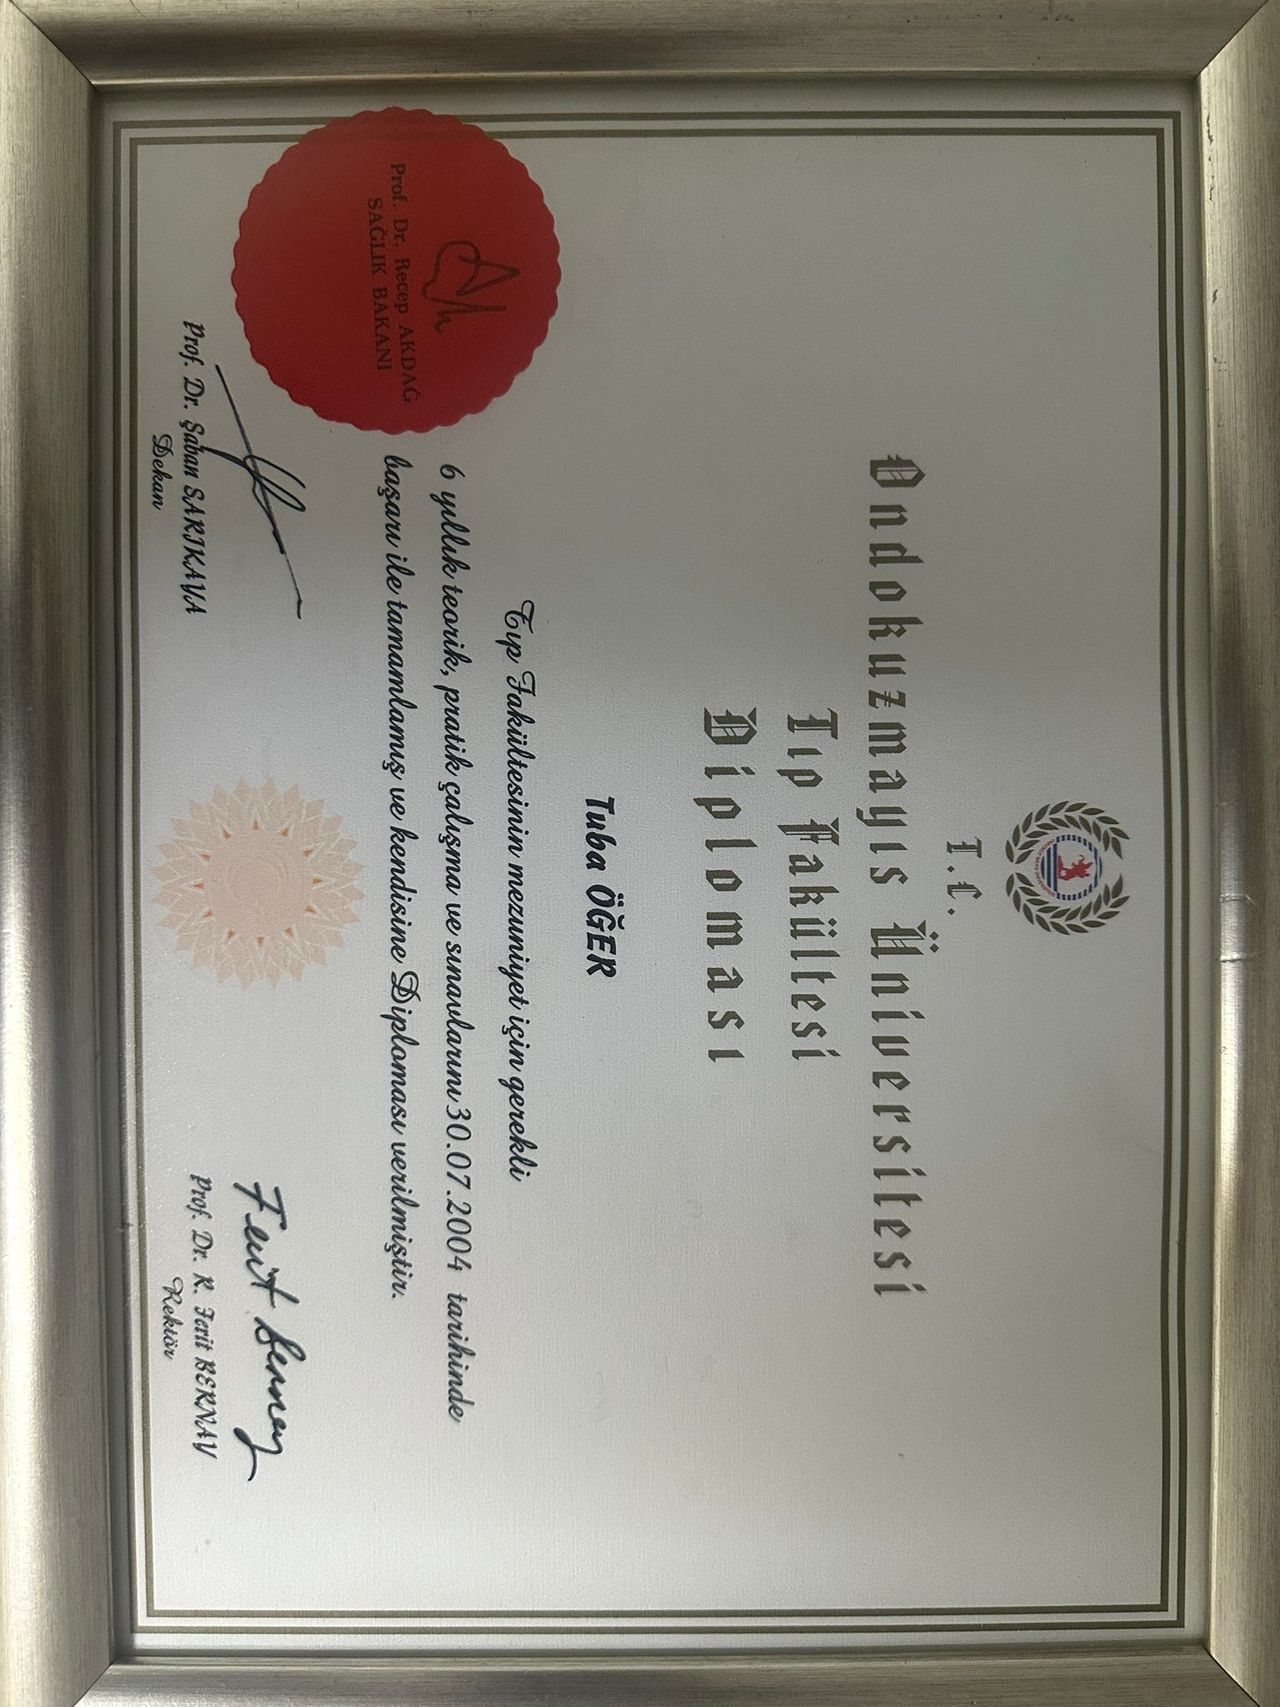 T.C.
Ondokuzmayıs Üniversitesi
Tıp Fakültesi
Diploması
Tuba ÖĞER
Tıp Fakültesinin mezuniyet için gerekli
6 yıllık teorik, pratik çalışma ve sınavlarını 30.07.2004 tarihinde
başarı ile tamamlamış ve kendisine Diploması verilmiştir.
Prof. Dr. Recep AKDAĞ
SAĞLIK BAKANI
Prof. Dr. Şaban SARIKAYA
Dekan
Ferit Bernay
Prof. Dr. R. Ferit BERNAY
Rektör